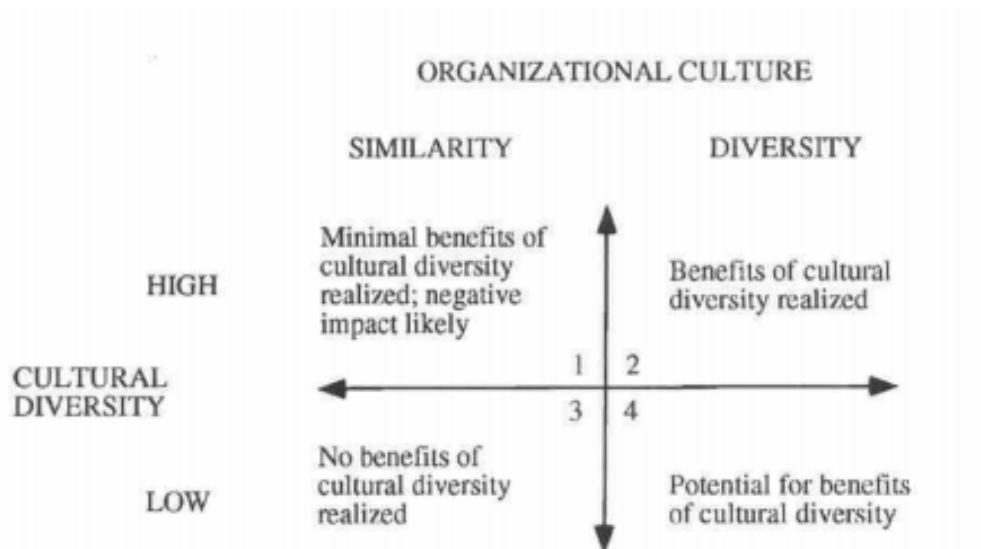 ORGANIZATIONAL CULTURE
SIMILARITY
DIVERSITY
HIGH
Minimal benefits of
cultural diversity
realized; negative
impact likely
Benefits of cultural
diversity realized
1
2
CULTURAL
DIVERSITY
3
4
LOW
No benefits of
cultural diversity
realized
Potential for benefits
of cultural diversity